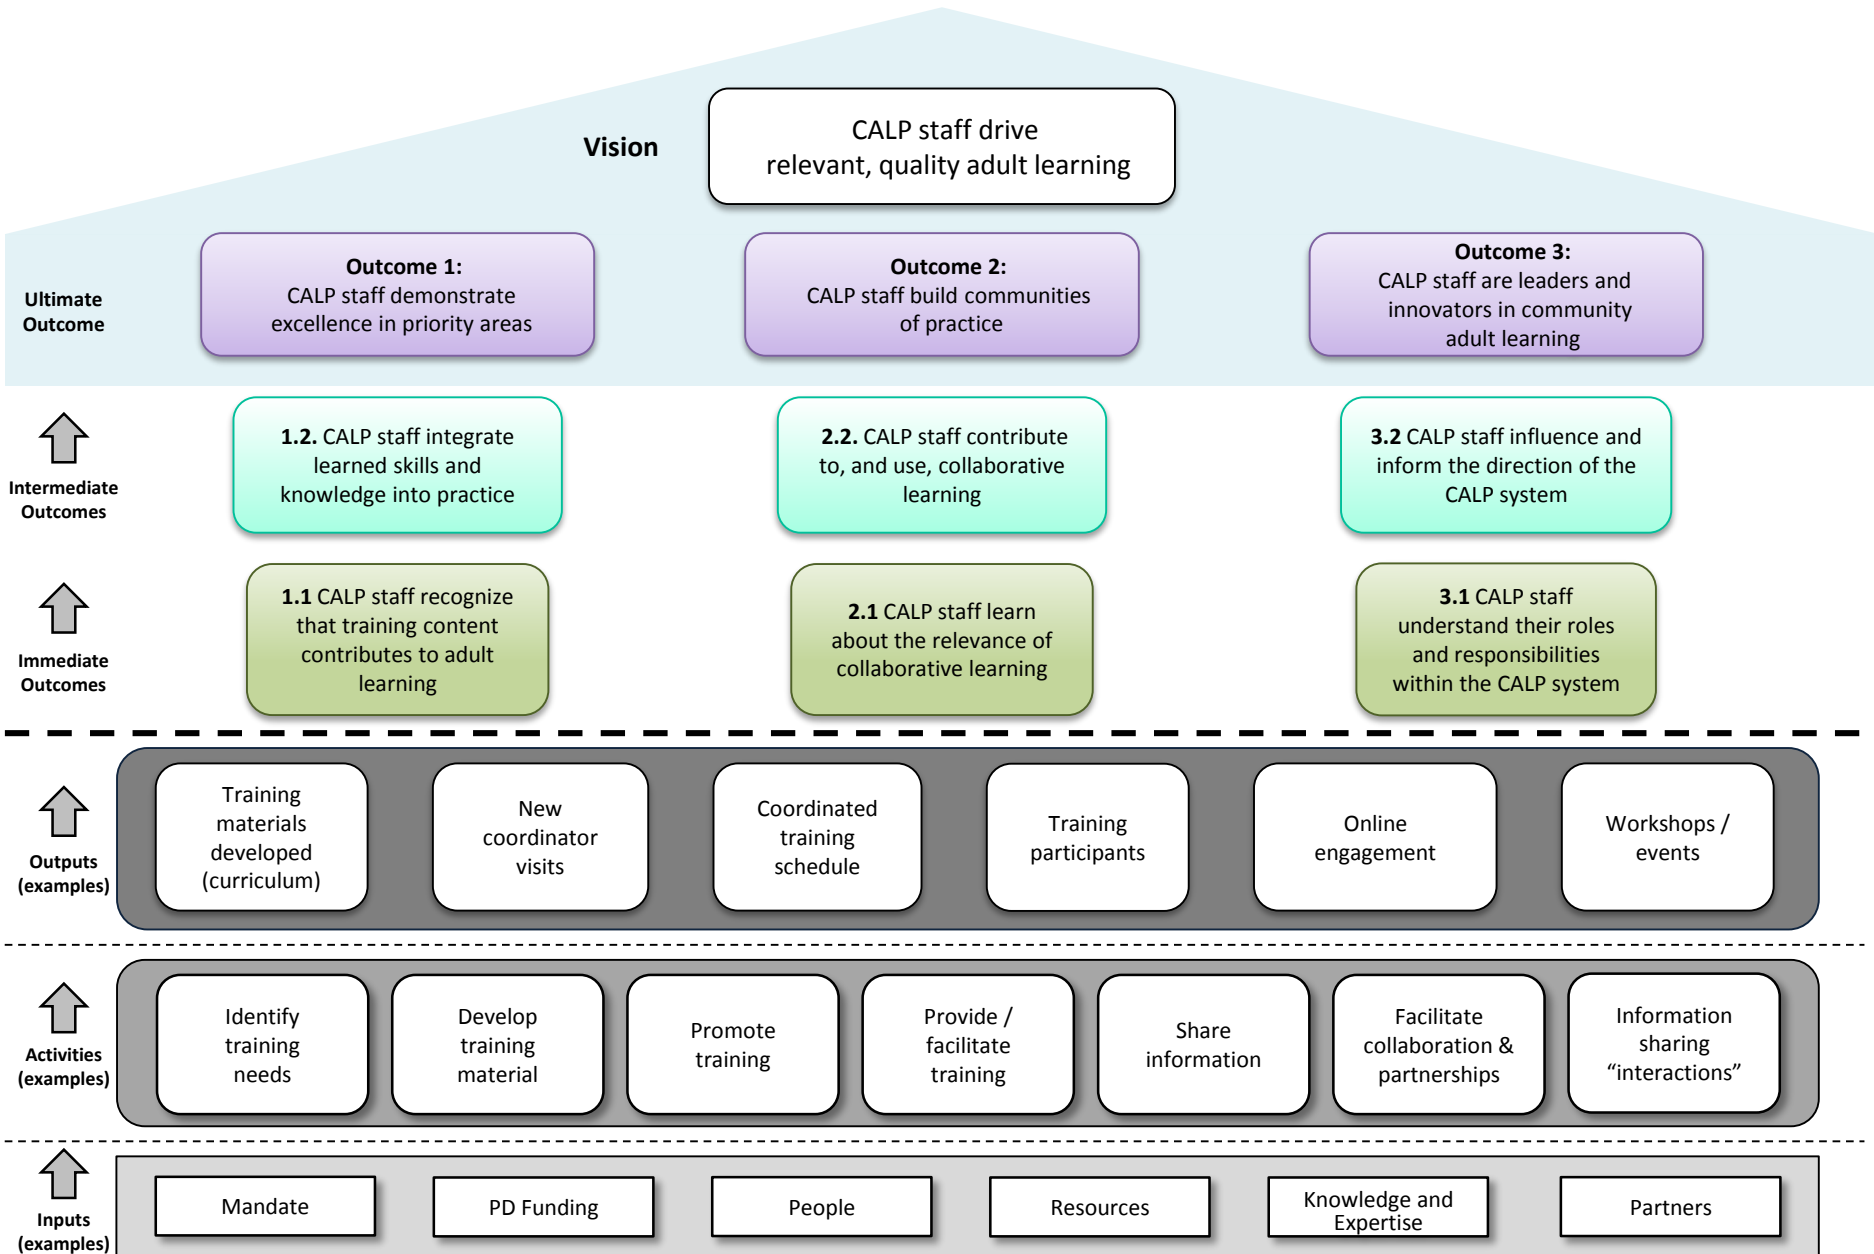 Vision
CALP staff drive
relevant, quality adult learning
Ultimate
Outcome
Outcome 1:
CALP staff demonstrate
excellence in priority areas
Outcome 2:
CALP staff build communities
of practice
Outcome 3:
CALP staff are leaders and
innovators in community
adult learning
Intermediate
Outcomes
1.2. CALP staff integrate
learned skills and
knowledge into practice
2.2. CALP staff contribute
to, and use, collaborative
learning
3.2 CALP staff influence and
inform the direction of the
CALP system
Immediate
Outcomes
1.1 CALP staff recognize
that training content
contributes to adult
learning
2.1 CALP staff learn
about the relevance of
collaborative learning
3.1 CALP staff
understand their roles
and responsibilities
within the CALP system
Outputs
(examples)
Training
materials
developed
(curriculum)
New
coordinator
visits
Coordinated
training
schedule
Training
participants
Online
engagement
Workshops /
events
Activities
(examples)
Identify
training
needs
Develop
training
material
Promote
training
Provide /
facilitate
training
Share
information
Facilitate
collaboration &
partnerships
Information
sharing
“interactions”
Inputs
(examples)
Mandate
PD Funding
People
Resources
Knowledge and
Expertise
Partners